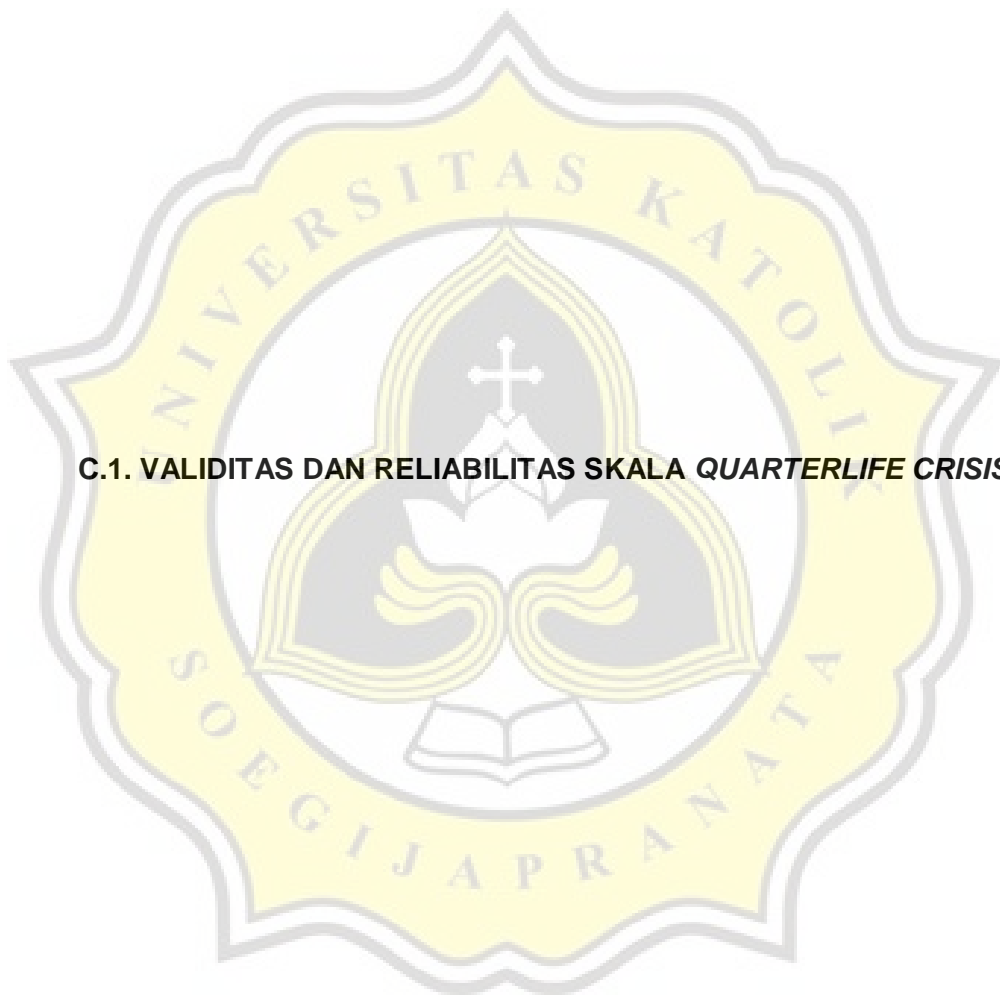 UNIVERSITAS KATOLIK
C.1. VALIDITAS DAN RELIABILITAS SKALA QUARTERLIFE CRISIS
SOEGIJAPRANATA